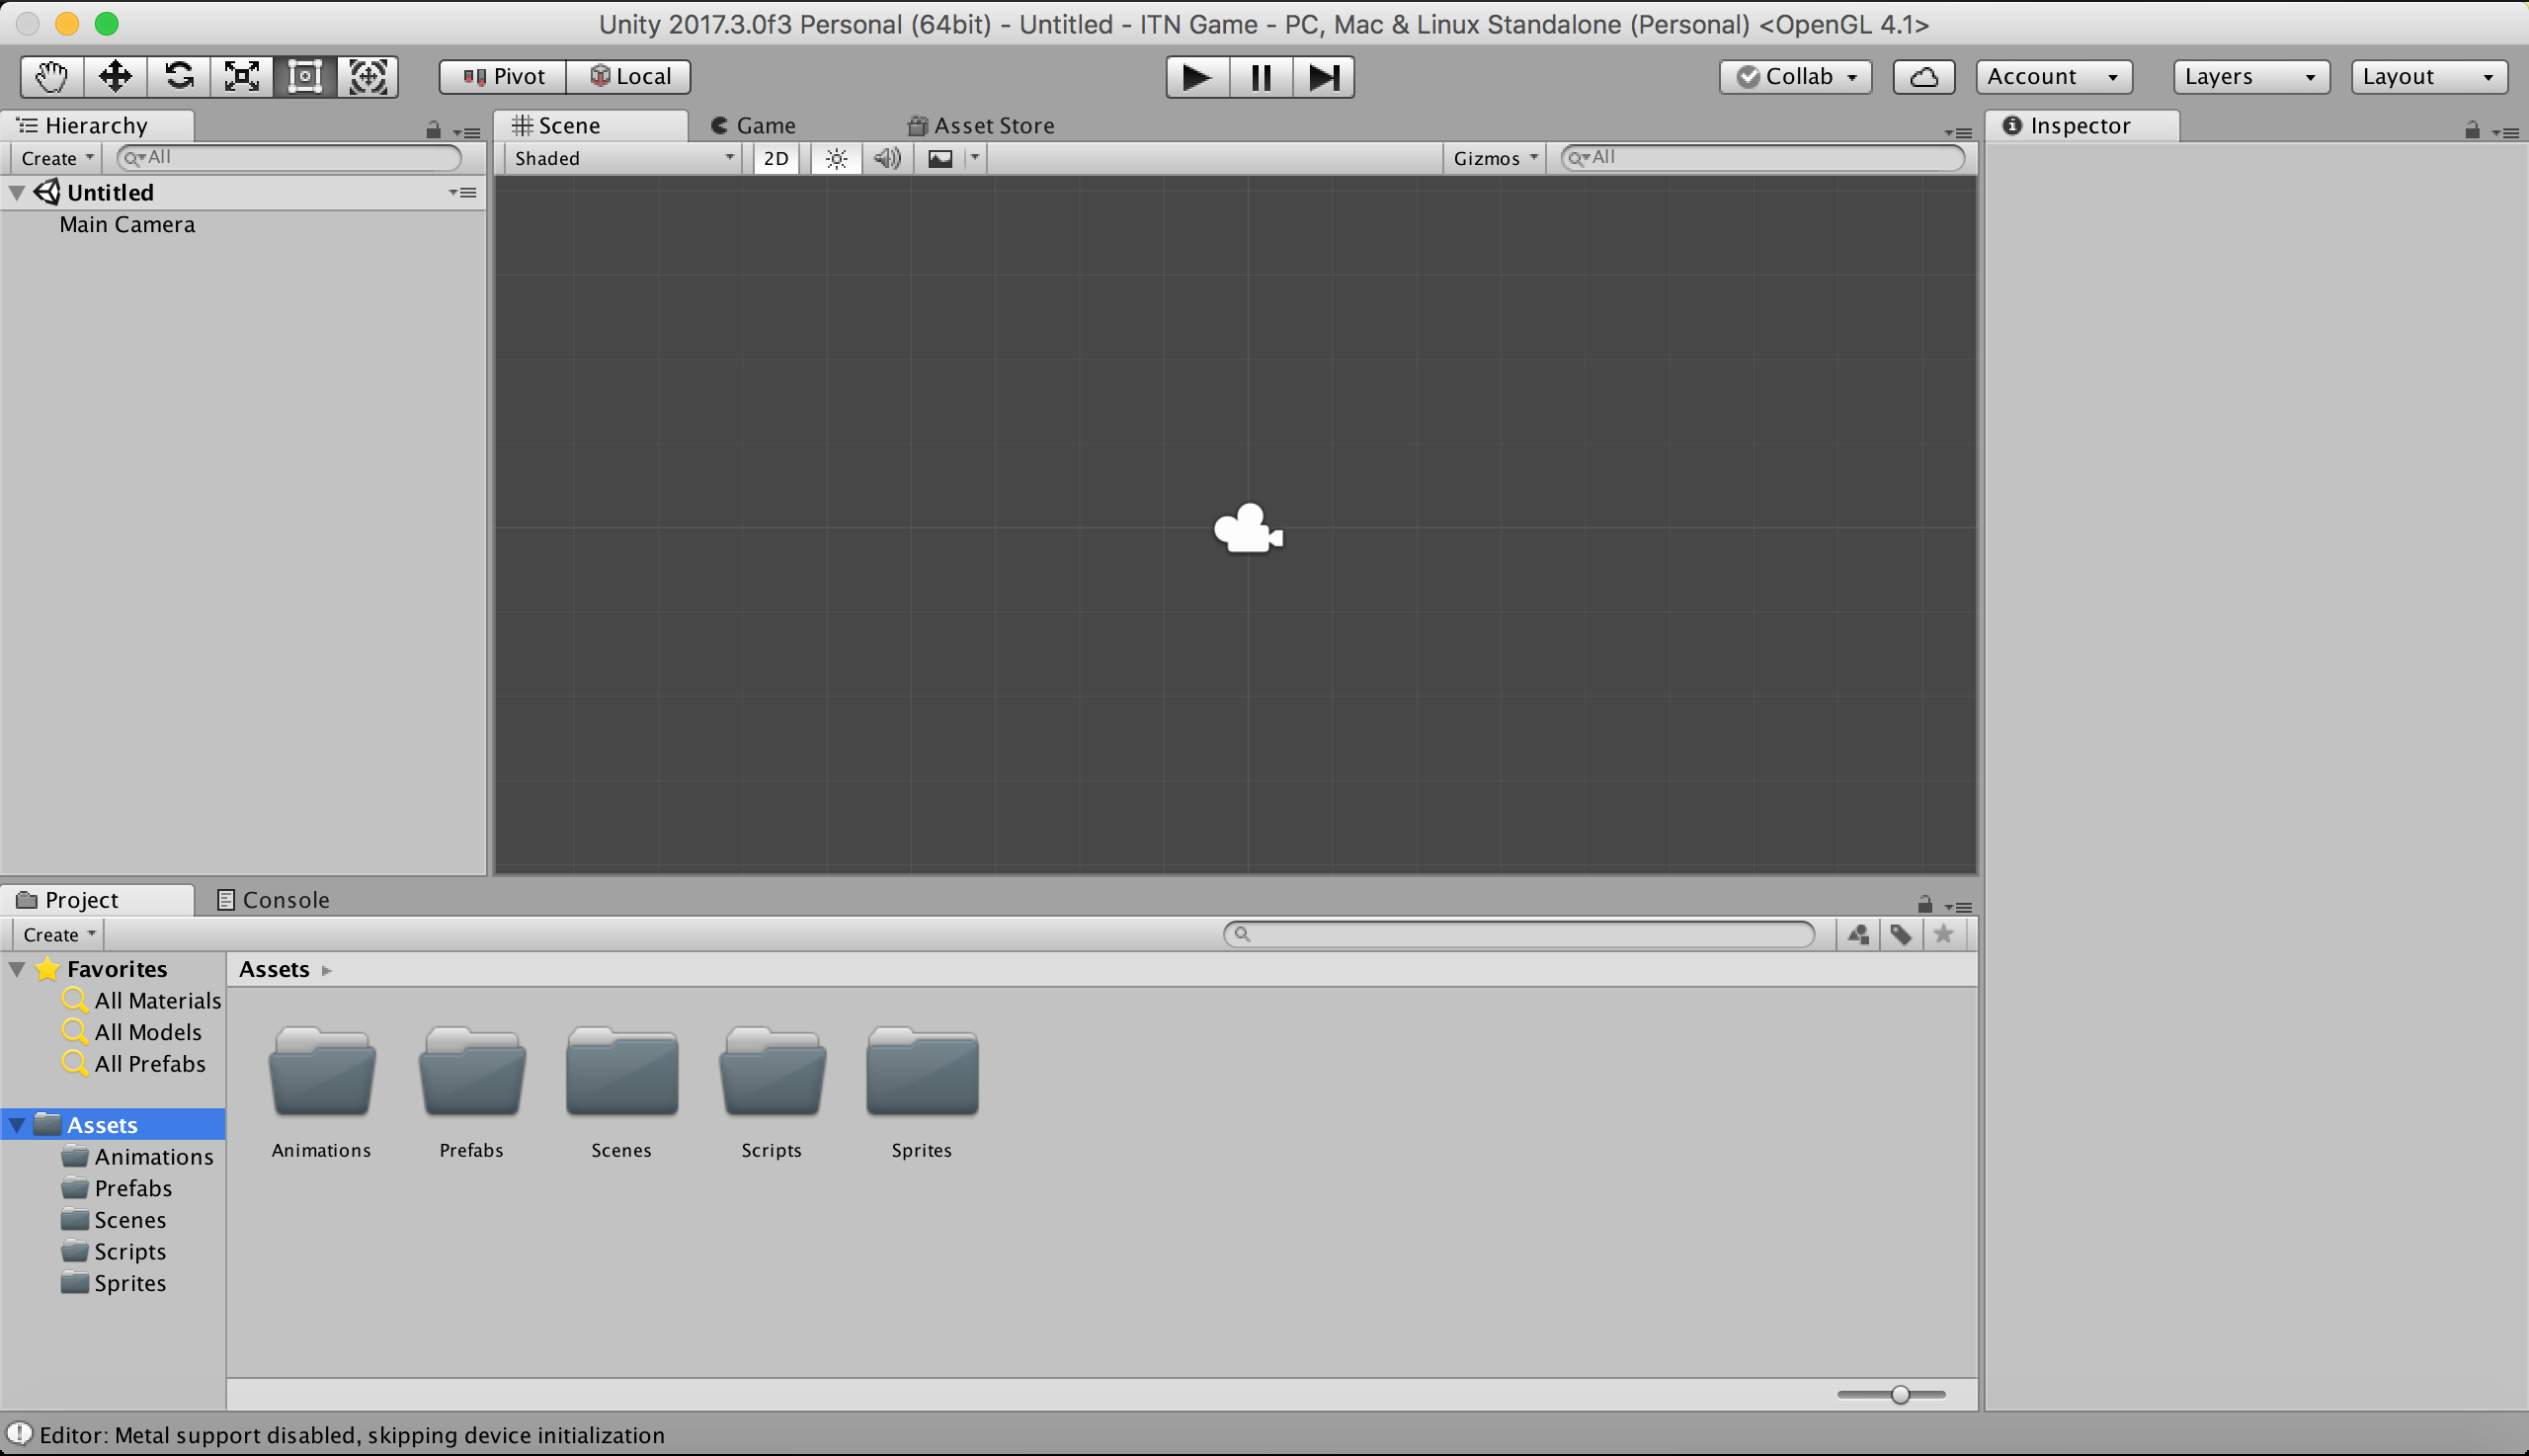 Unity 2017.3.0f3 Personal (64bit) - Untitled - ITN Game - PC, Mac & Linux Standalone (Personal) <OpenGL 4.1>
Pivot Local Collab Account Layers Layout
Hierarchy Scene Game Asset Store Inspector
Create All Shaded 2D Gizmos All
Untitled
Main Camera
Project Console
Create
Favorites Assets
All Materials
All Models
All Prefabs
Assets
Animations
Prefabs
Scenes
Scripts
Sprites
Animations Prefabs Scenes Scripts Sprites
Editor: Metal support disabled, skipping device initialization